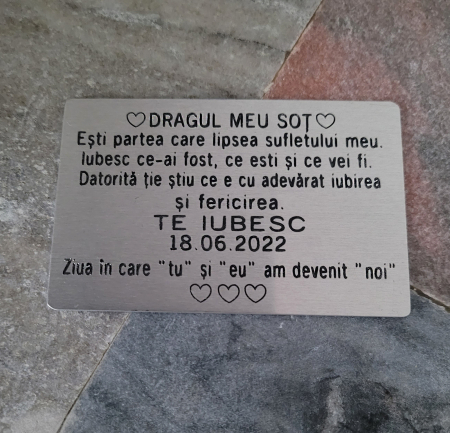 ♡DRAGUL MEU SOȚ♡
Ești partea care lipsea sufletului meu.
Iubesc ce-ai fost, ce esti și ce vei fi.
Datorită ție știu ce e cu adevărat iubirea
și fericirea.
TE IUBESC
18.06.2022
Ziua în care "tu" și "eu" am devenit "noi"
♡♡♡